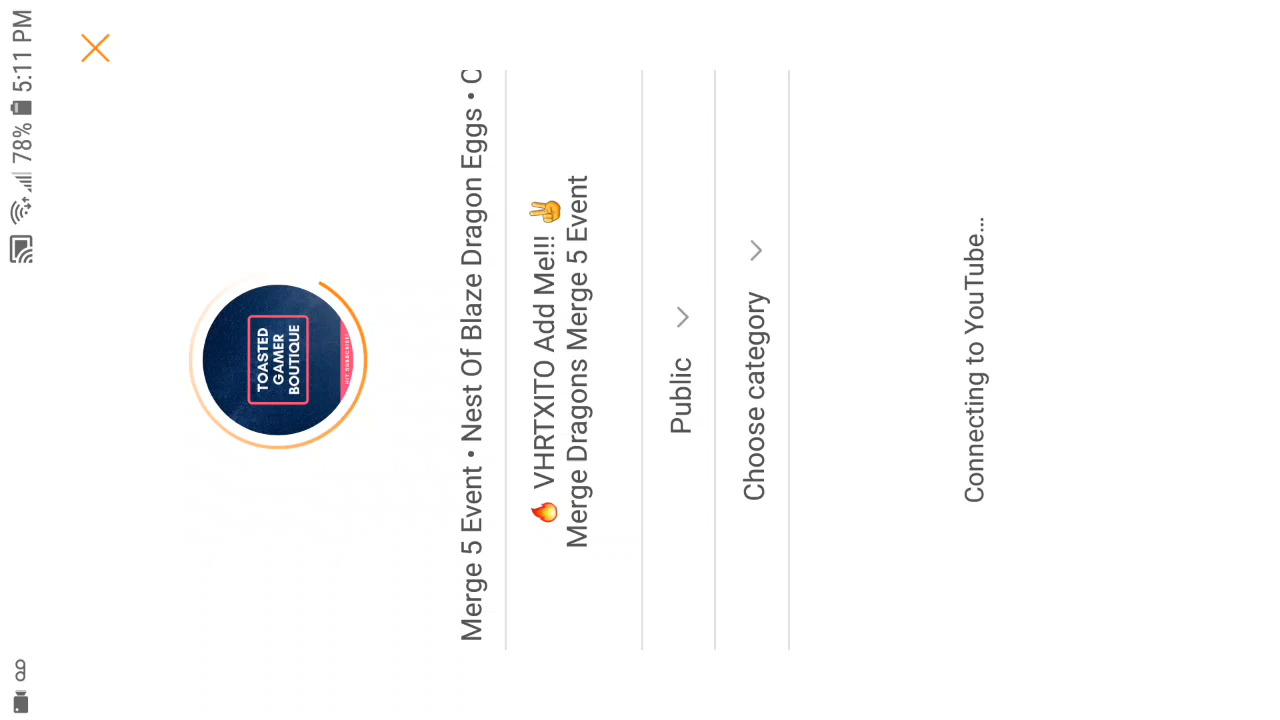 78% 5:11 PM
TOASTED
GAMER
BOUTIQUE
Merge 5 Event • Nest Of Blaze Dragon Eggs • C
🔥 VHRTXITO Add Me!!! ✌
Merge Dragons Merge 5 Event
Public
Choose category
Connecting to YouTube...